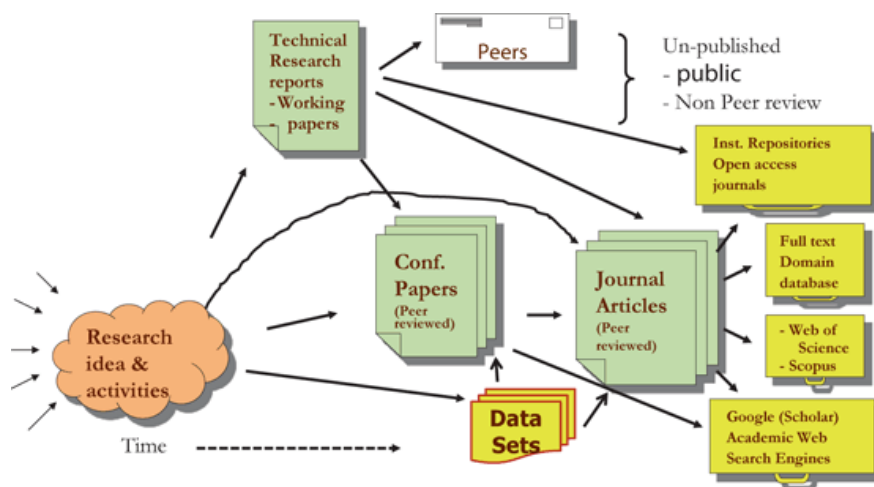 Technical
Research
reports
- Working
- papers
Peers
Un-published
- public
- Non Peer review
Inst. Repositories
Open access
journals
Conf.
Papers
(Peer
reviewed)
Journal
Articles
(Peer
reviewed)
Full text
Domain
database
Research
idea &
activities
- Web of
Science
- Scopus
Data
Sets
Google (Scholar)
Academic Web
Search Engines
Time